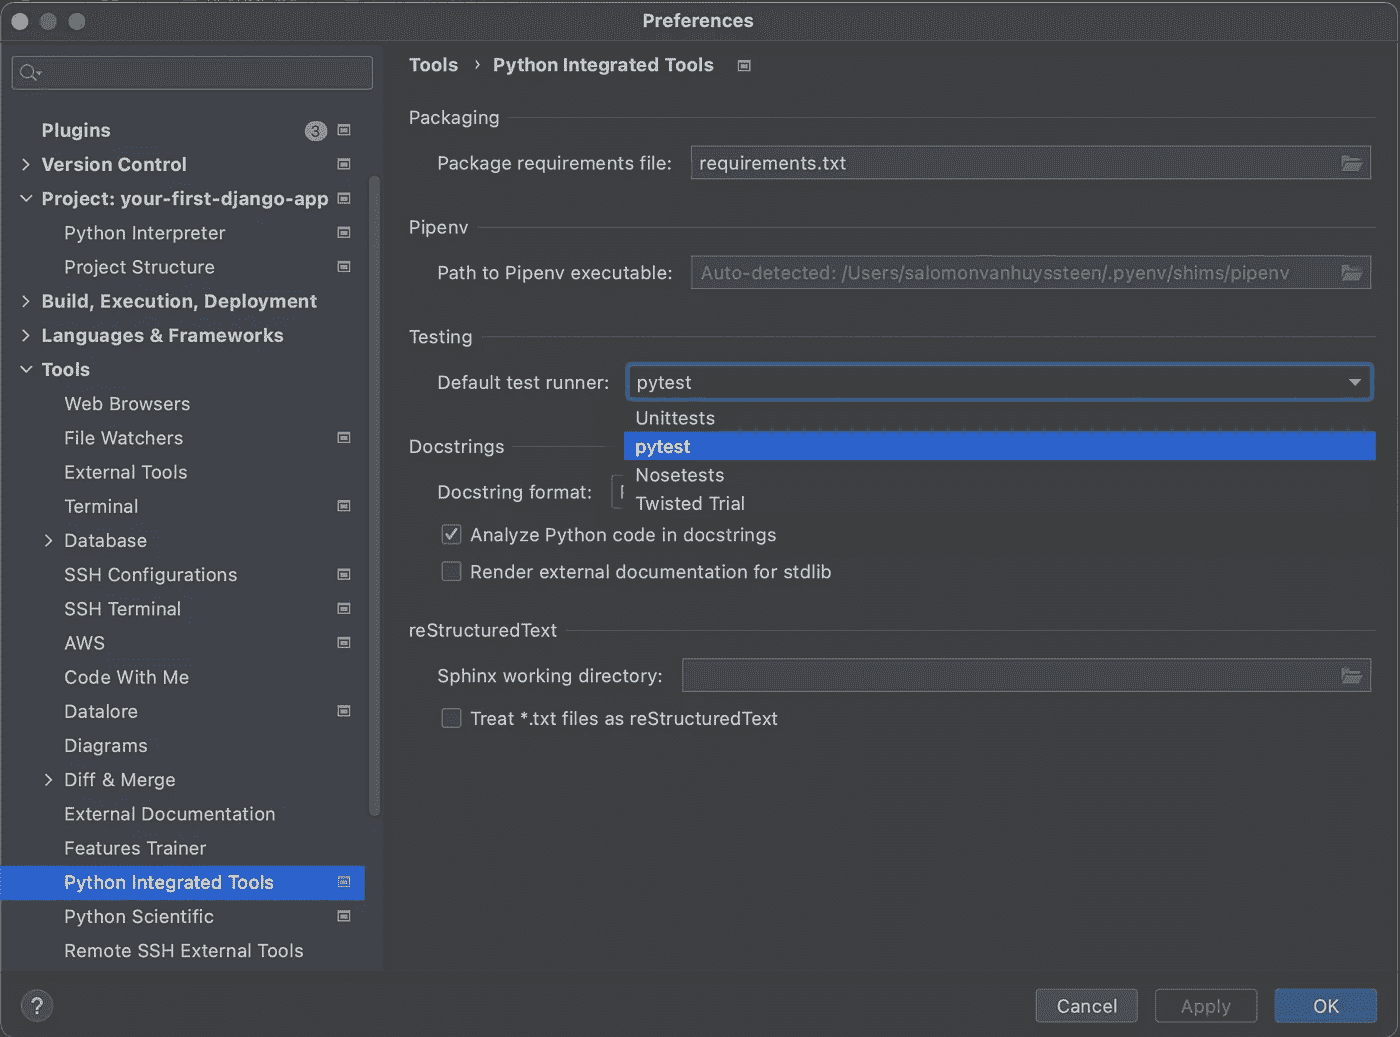 Preferences
Plugins 3
Version Control
Project: your-first-django-app
Python Interpreter
Project Structure
Build, Execution, Deployment
Languages & Frameworks
Tools
Web Browsers
File Watchers
External Tools
Terminal
Database
SSH Configurations
SSH Terminal
AWS
Code With Me
Datalore
Diagrams
Diff & Merge
External Documentation
Features Trainer
Python Integrated Tools
Python Scientific
Remote SSH External Tools
Tools › Python Integrated Tools
Packaging
Package requirements file: requirements.txt
Pipenv
Path to Pipenv executable: Auto-detected: /Users/salomonvanhuyssteen/.pyenv/shims/pipenv
Testing
Default test runner: pytest
Unittests
pytest
Nosetests
Twisted Trial
Docstrings
Docstring format:
Analyze Python code in docstrings
Render external documentation for stdlib
reStructuredText
Sphinx working directory:
Treat *.txt files as reStructuredText
? Cancel Apply OK